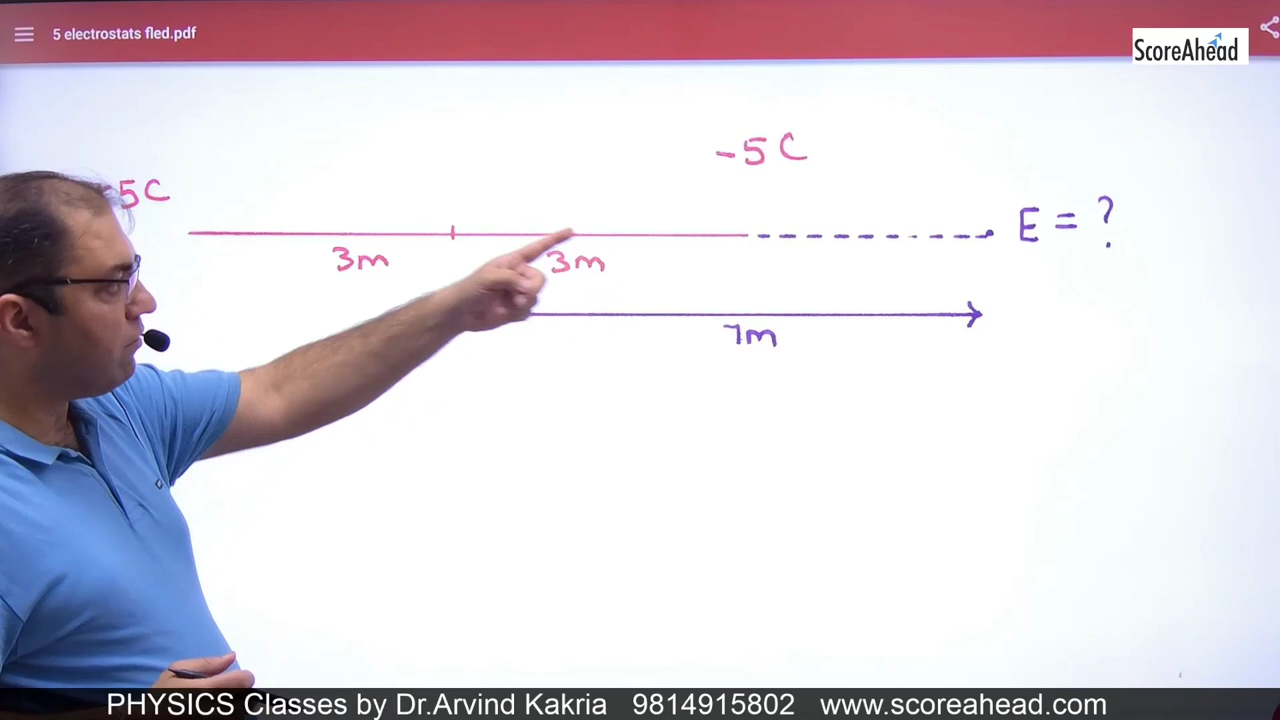 5 electrostats fled.pdf
ScoreAhead
-5 C
5C
E = ?
3m
3m
7m
PHYSICS Classes by Dr.Arvind Kakria 9814915802 www.scoreahead.com